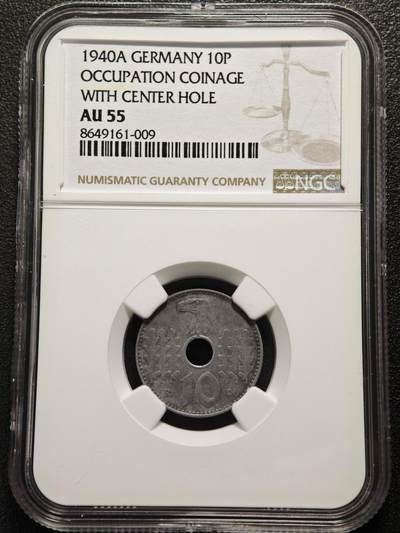 1940A GERMANY 10P
OCCUPATION COINAGE
WITH CENTER HOLE
AU 55
8649161-009
NUMISMATIC GUARANTY COMPANY
NGC
10